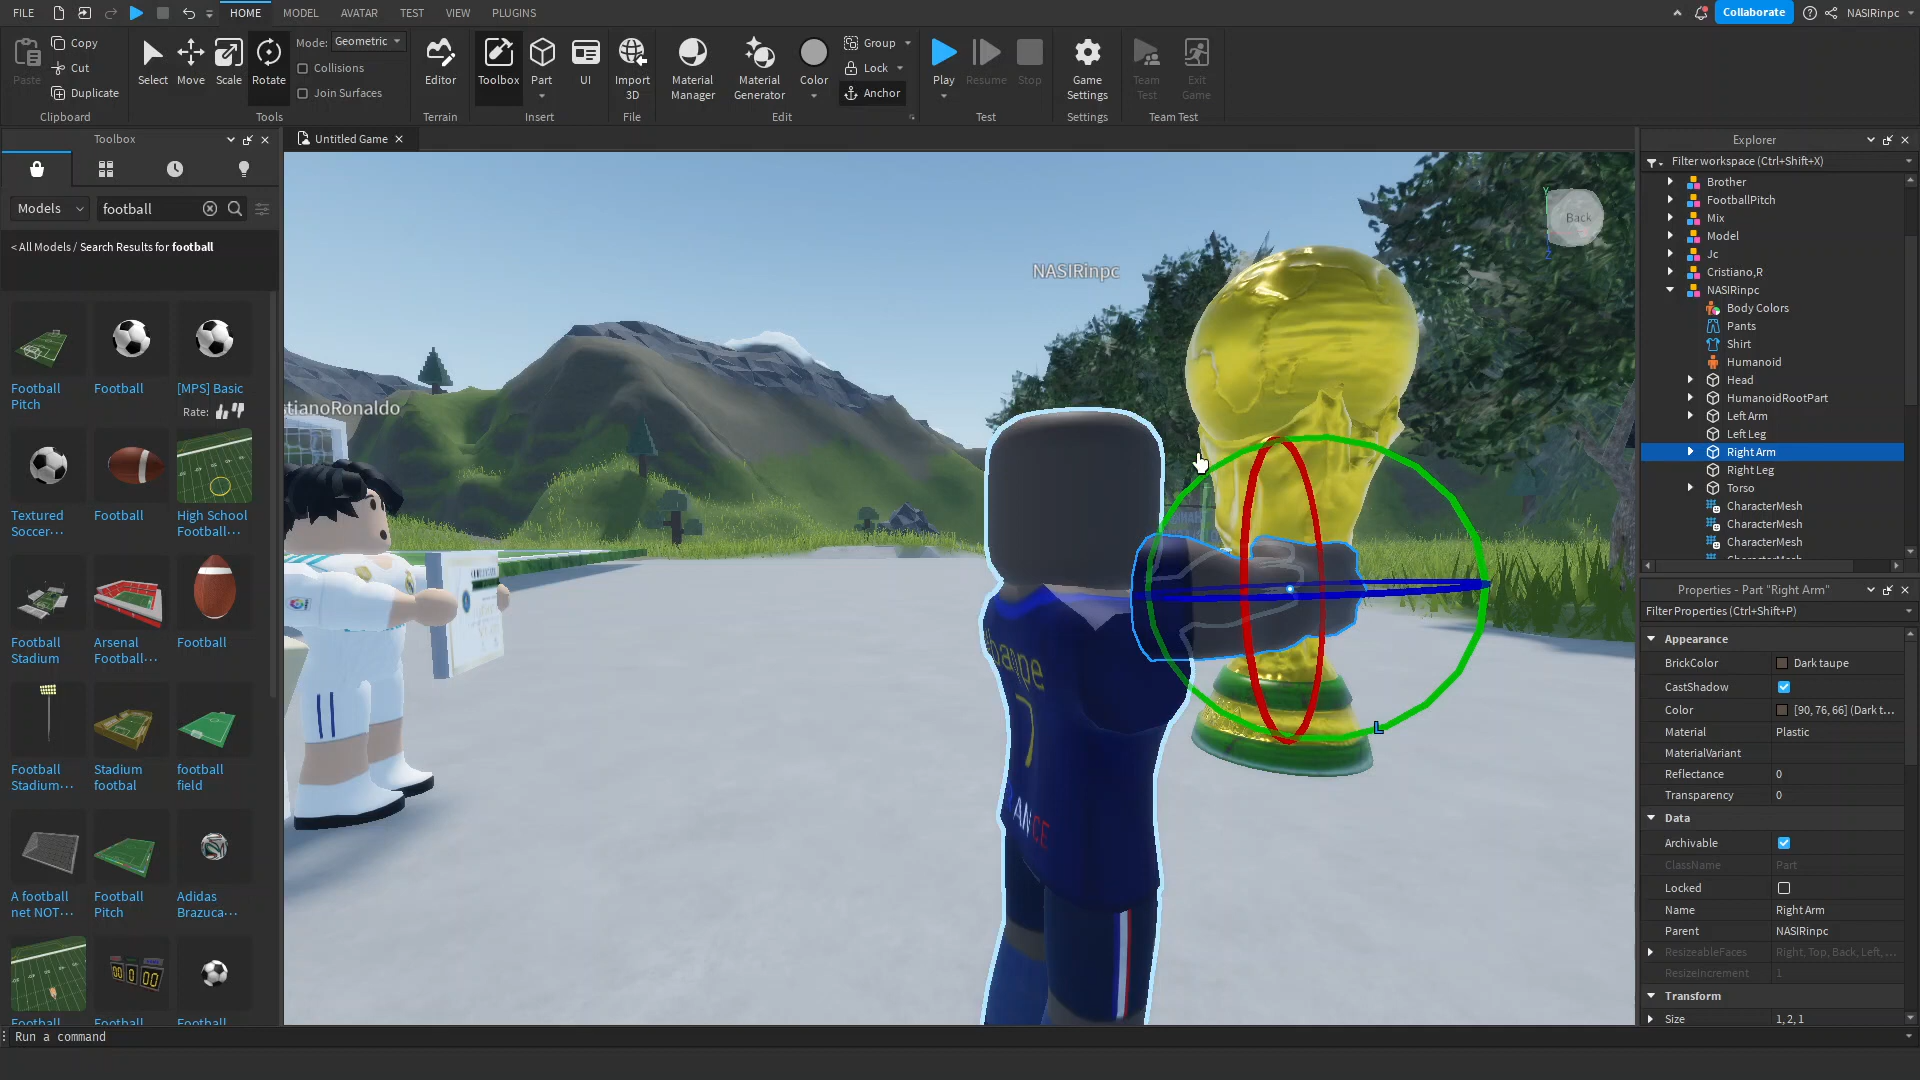 FILE HOME MODEL AVATAR TEST VIEW PLUGINS Collaborate NASIRinpc
Paste Copy Cut Duplicate
Clipboard
Select Move Scale Rotate
Mode: Geometric
Collisions
Join Surfaces
Tools
Editor
Terrain
Toolbox Part UI
Insert
Import 3D
File
Material Manager
Material Generator
Color
Group
Lock
Anchor
Edit
Play Resume Stop
Test
Game Settings
Settings
Team Test
Exit Game
Team Test
Toolbox
Models football
< All Models / Search Results for football
Football Pitch
Football
[MPS] Basic
Rate:
Textured Soccer···
Football
High School Football···
Football Stadium
Arsenal Football···
Football
Football Stadium···
Stadium footbal
football field
A football net NOT···
Football Pitch
Adidas Brazuca···
Football
Football
Football
Untitled Game
NASIRinpc
stianoRonaldo
7
ANCE
Back
Y
Z
L
Explorer
Filter workspace (Ctrl+Shift+X)
Brother
FootballPitch
Mix
Model
Jc
Cristiano,R
NASIRinpc
Body Colors
Pants
Shirt
Humanoid
Head
HumanoidRootPart
Left Arm
Left Leg
Right Arm
Right Leg
Torso
CharacterMesh
CharacterMesh
CharacterMesh
CharacterMesh
Properties - Part "Right Arm"
Filter Properties (Ctrl+Shift+P)
Appearance
BrickColor Dark taupe
CastShadow
Color [90, 76, 66] (Dark t...
Material Plastic
MaterialVariant
Reflectance 0
Transparency 0
Data
Archivable
ClassName Part
Locked
Name Right Arm
Parent NASIRinpc
ResizeableFaces Right, Top, Back, Left, ...
ResizeIncrement 1
Transform
Size 1, 2, 1
Run a command